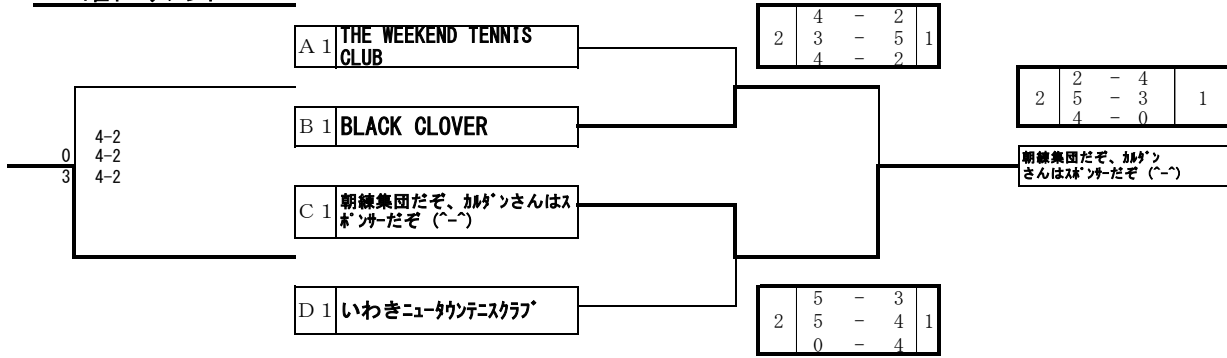 A 1 THE WEEKEND TENNIS
CLUB
4 - 2
2 3 - 5 1
4 - 2
2 - 4
2 5 - 3 1
4 - 0
B 1 BLACK CLOVER
4-2
0 4-2
3 4-2
朝練集団だぞ、ｶﾙﾀﾞﾝ
さんはｽﾎﾟﾝｻｰだぞ (^-^)
C 1 朝練集団だぞ、ｶﾙﾀﾞﾝさんはｽ
ﾎﾟﾝｻｰだぞ (^-^)
D 1 いわきﾆｭｰﾀｳﾝﾃﾆｽｸﾗﾌﾞ
5 - 3
2 5 - 4 1
0 - 4